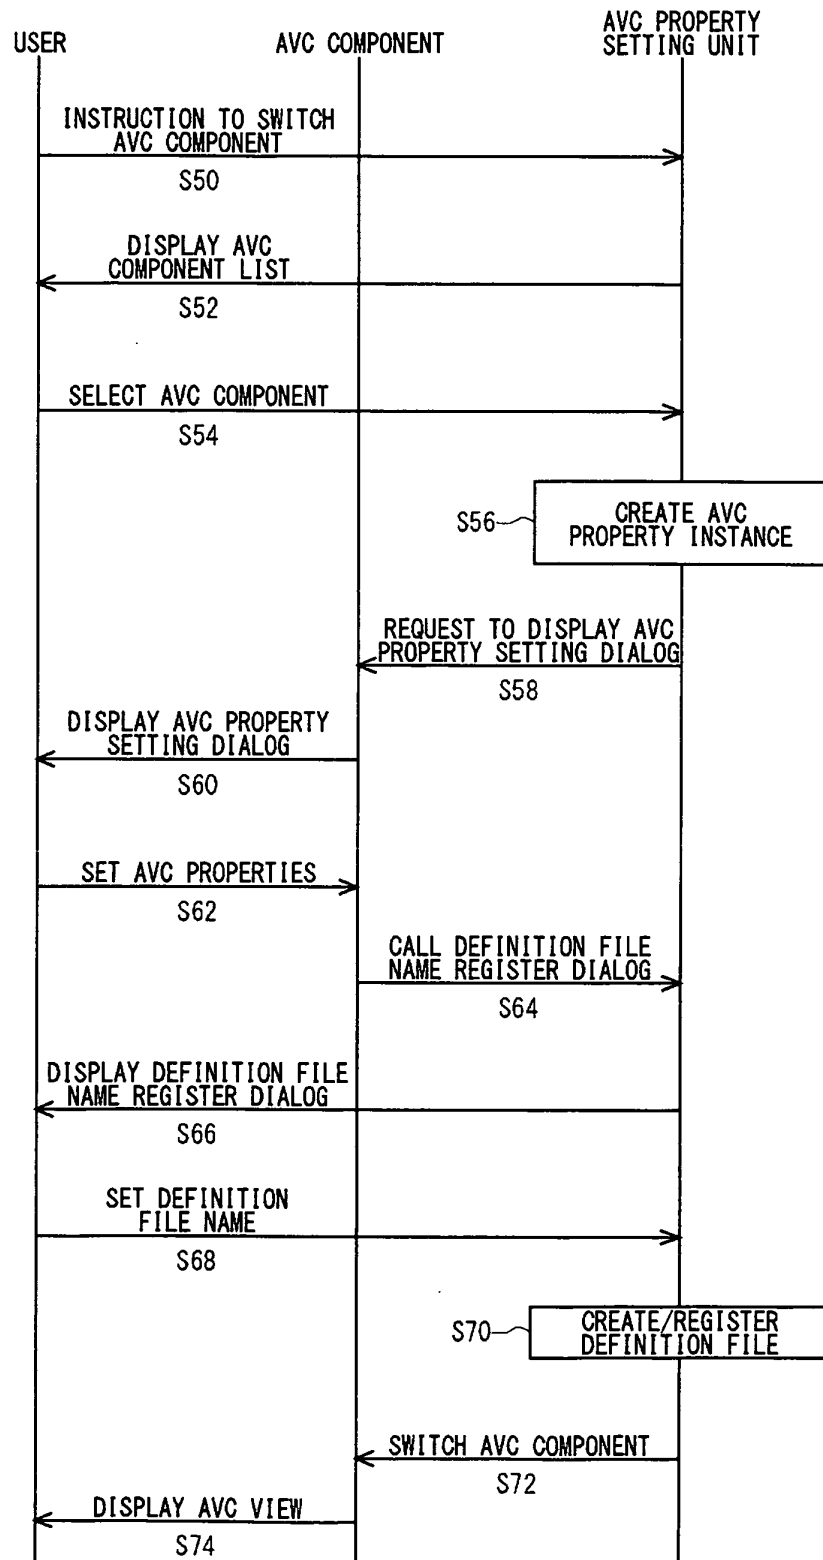 USER
AVC COMPONENT
AVC PROPERTY
SETTING UNIT
INSTRUCTION TO SWITCH
AVC COMPONENT
S50
DISPLAY AVC
COMPONENT LIST
S52
SELECT AVC COMPONENT
S54
S56
CREATE AVC
PROPERTY INSTANCE
REQUEST TO DISPLAY AVC
PROPERTY SETTING DIALOG
S58
DISPLAY AVC PROPERTY
SETTING DIALOG
S60
SET AVC PROPERTIES
S62
CALL DEFINITION FILE
NAME REGISTER DIALOG
S64
DISPLAY DEFINITION FILE
NAME REGISTER DIALOG
S66
SET DEFINITION
FILE NAME
S68
S70
CREATE/REGISTER
DEFINITION FILE
SWITCH AVC COMPONENT
S72
DISPLAY AVC VIEW
S74